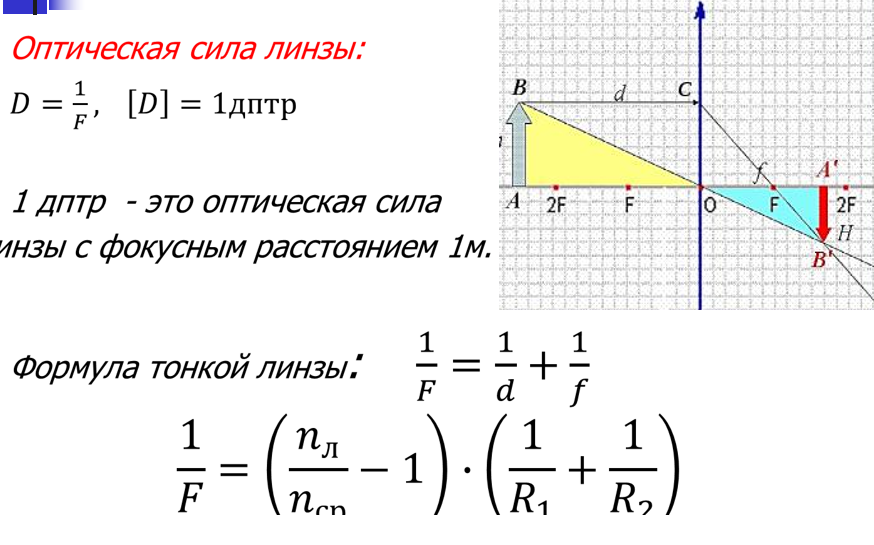 Оптическая сила линзы:
D = 1/F, [D] = 1дптр
1 дптр - это оптическая сила
инзы с фокусным расстоянием 1м.
B d C
f A'
A 2F F O F 2F
H
B'
Формула тонкой линзы: 1/F = 1/d + 1/f
1/F = (nл/nср − 1) · (1/R1 + 1/R2)